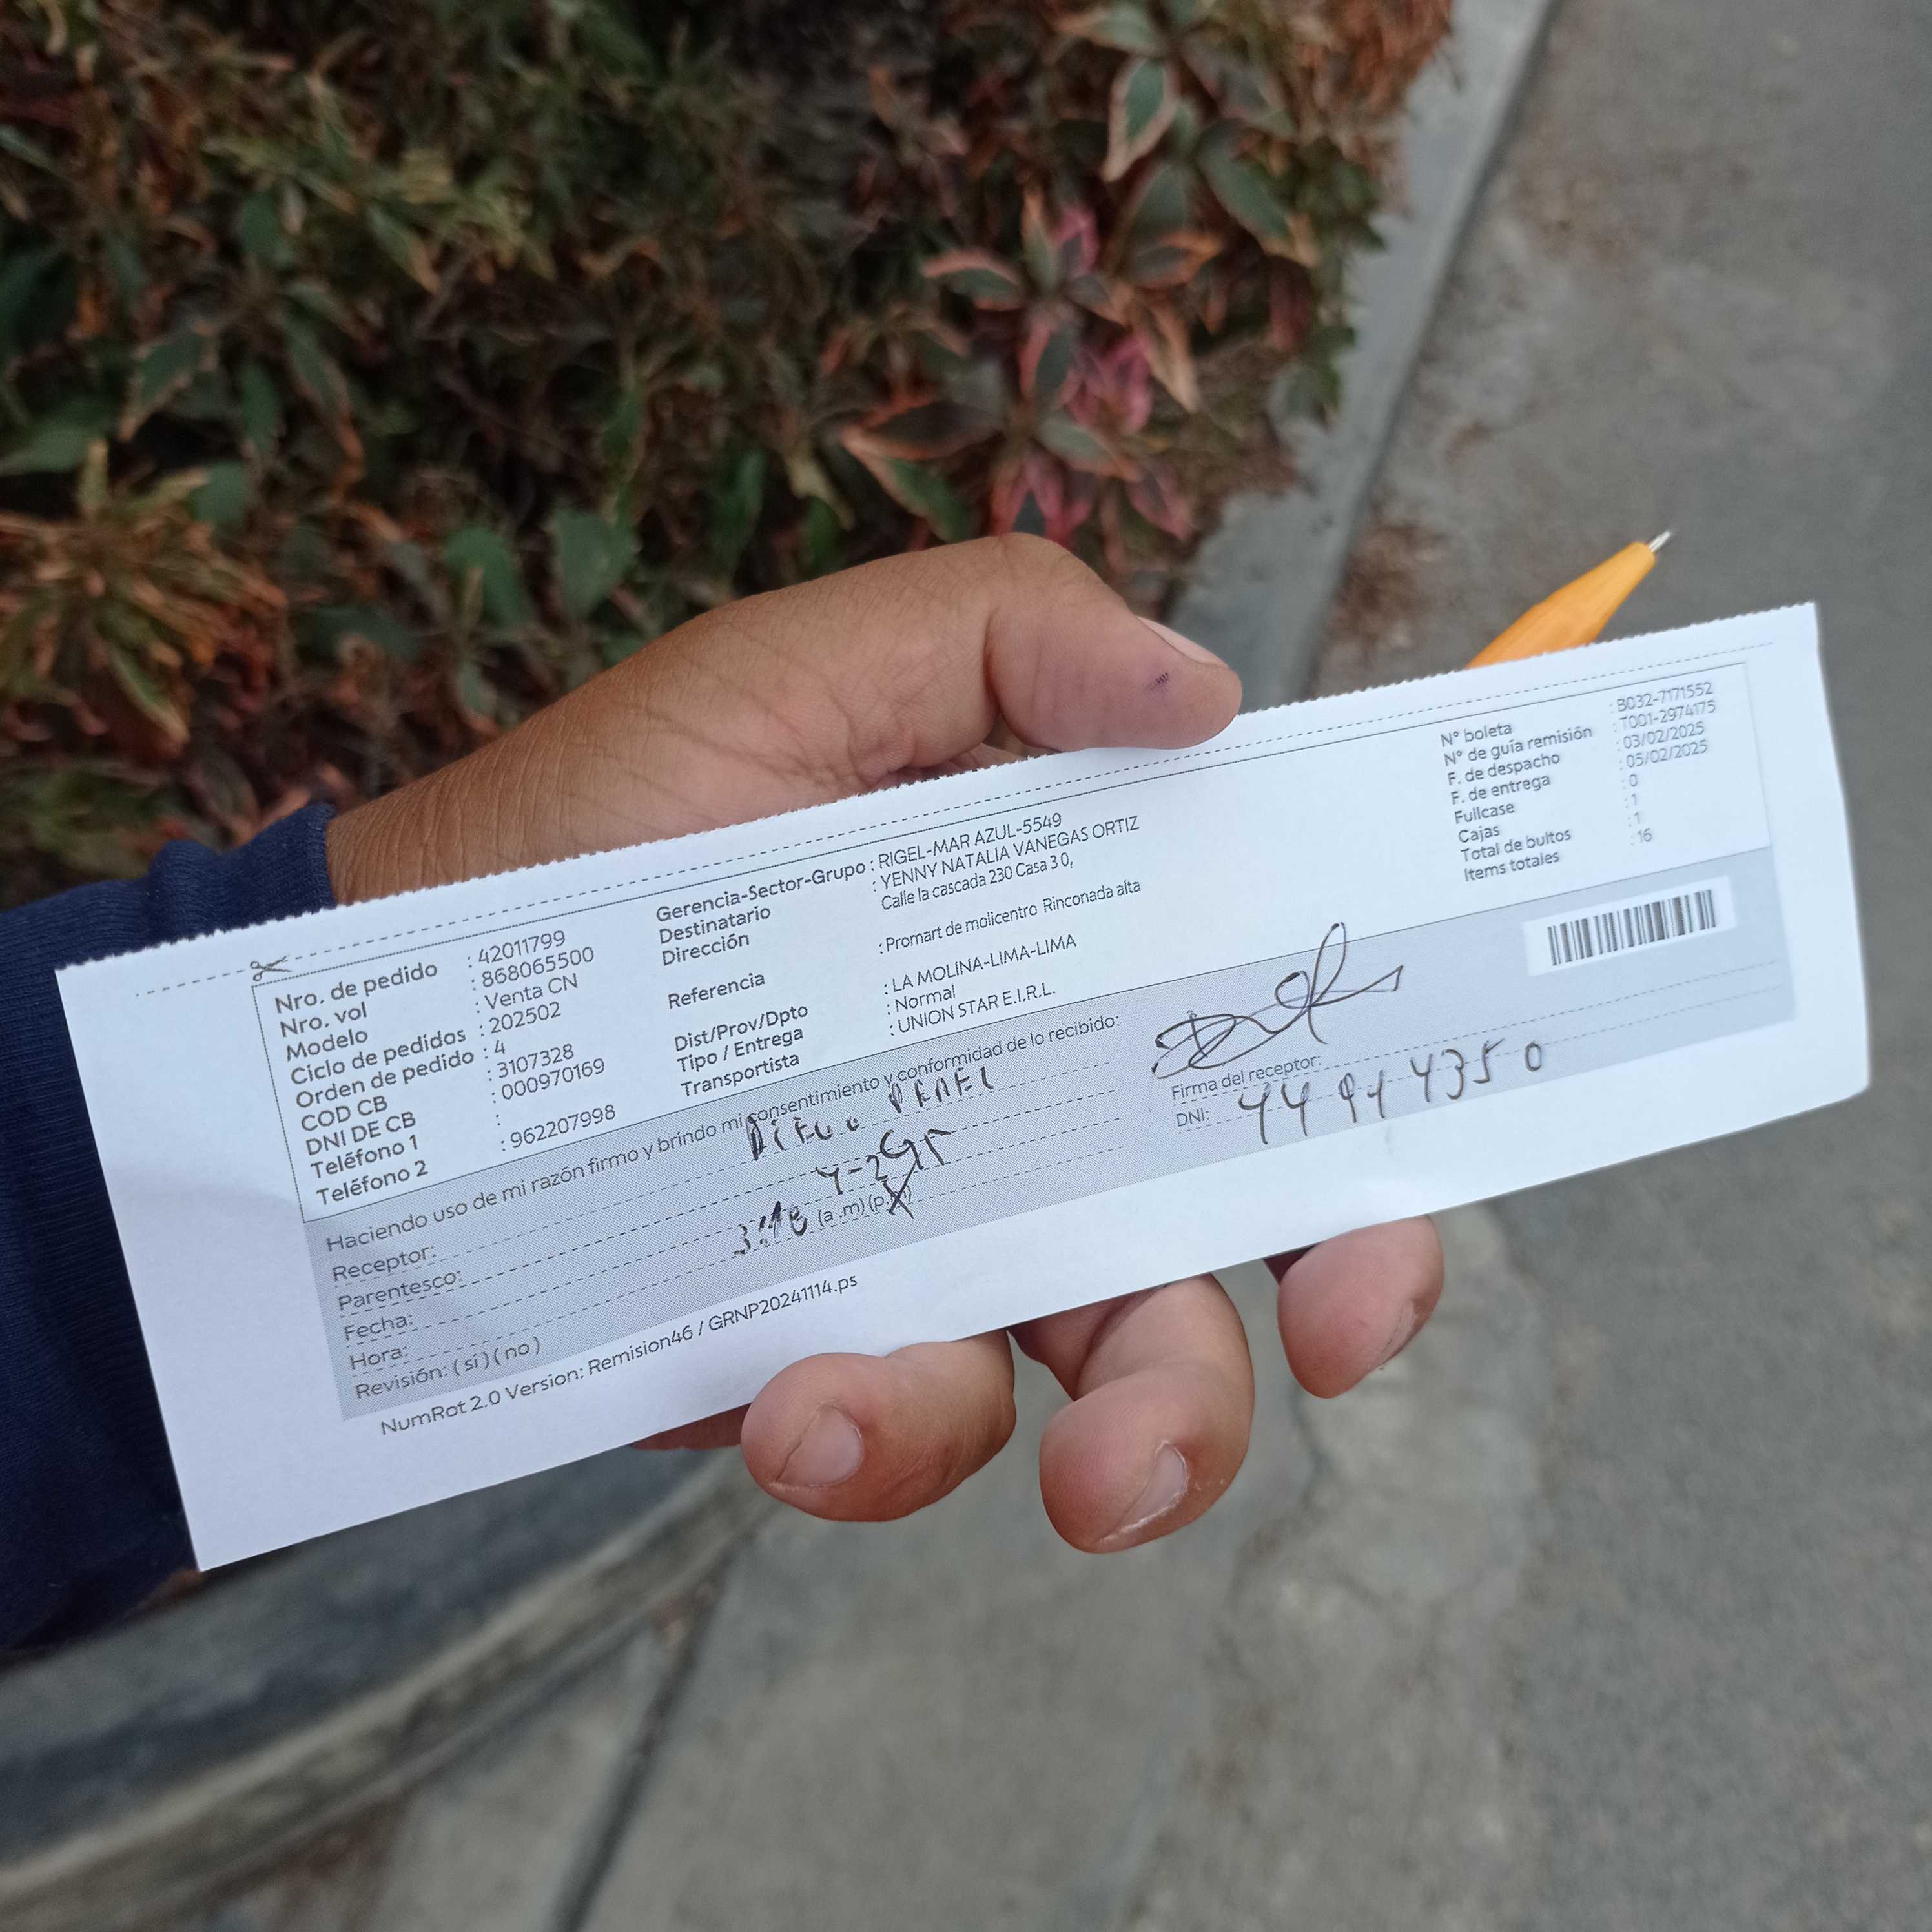 Nro. de pedido : 42011799
Nro. vol : 868065500
Modelo : Venta CN
Ciclo de pedidos : 202502
Orden de pedido : 4
COD CB : 3107328
DNI DE CB : 000970169
Teléfono 1 :
Teléfono 2 : 962207998
Gerencia-Sector-Grupo : RIGEL-MAR AZUL-5549
Destinatario : YENNY NATALIA VANEGAS ORTIZ
Dirección Calle la cascada 230 Casa 3 0,
Referencia : Promart de molicentro Rinconada alta
Dist/Prov/Dpto : LA MOLINA-LIMA-LIMA
Tipo / Entrega : Normal
Transportista : UNION STAR E.I.R.L.
N° boleta : B032-7171552
N° de guía remisión : T001-2974175
F. de despacho : 03/02/2025
F. de entrega : 05/02/2025
Fullcase : 0
Cajas : 1
Total de bultos : 1
Items totales : 16
Haciendo uso de mi razón firmo y brindo mi consentimiento y conformidad de lo recibido:
Receptor: DIEGO
Parentesco:
Fecha:
Hora: (a .m) (p.m)
Revisión: ( si ) ( no )
Firma del receptor:
DNI: 44914350
NumRot 2.0 Version: Remision46 / GRNP20241114.ps